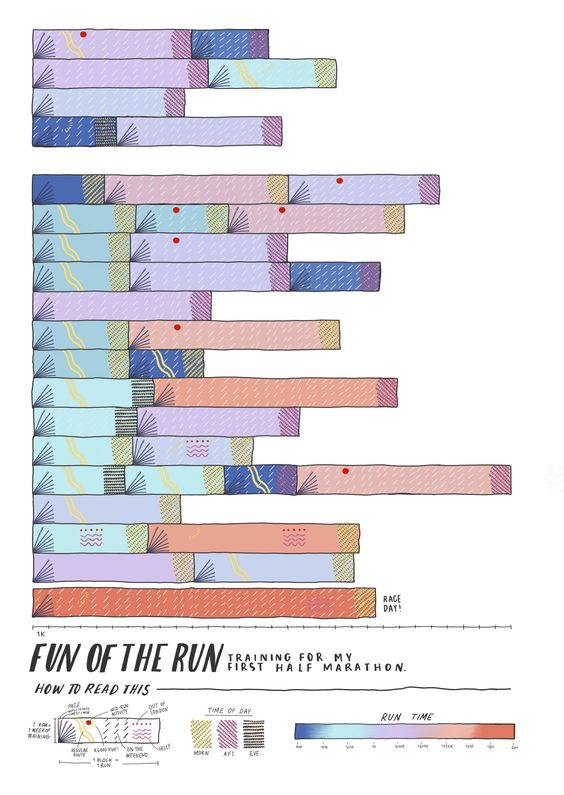 RACE
DAY!
1K
FUN OF THE RUN
TRAINING FOR MY
FIRST HALF MARATHON.
HOW TO READ THIS
PACE
MID-RUN
ACTIVITY
OUT OF
LONDON
1 ROW =
1 WEEK OF
TRAINING
REGULAR
ROUTE
A GOOD RUN!
ON THE
WEEKEND
HILLS
1 BLOCK =
1 RUN
TIME OF DAY
MORN
AFT
EVE.
RUN TIME